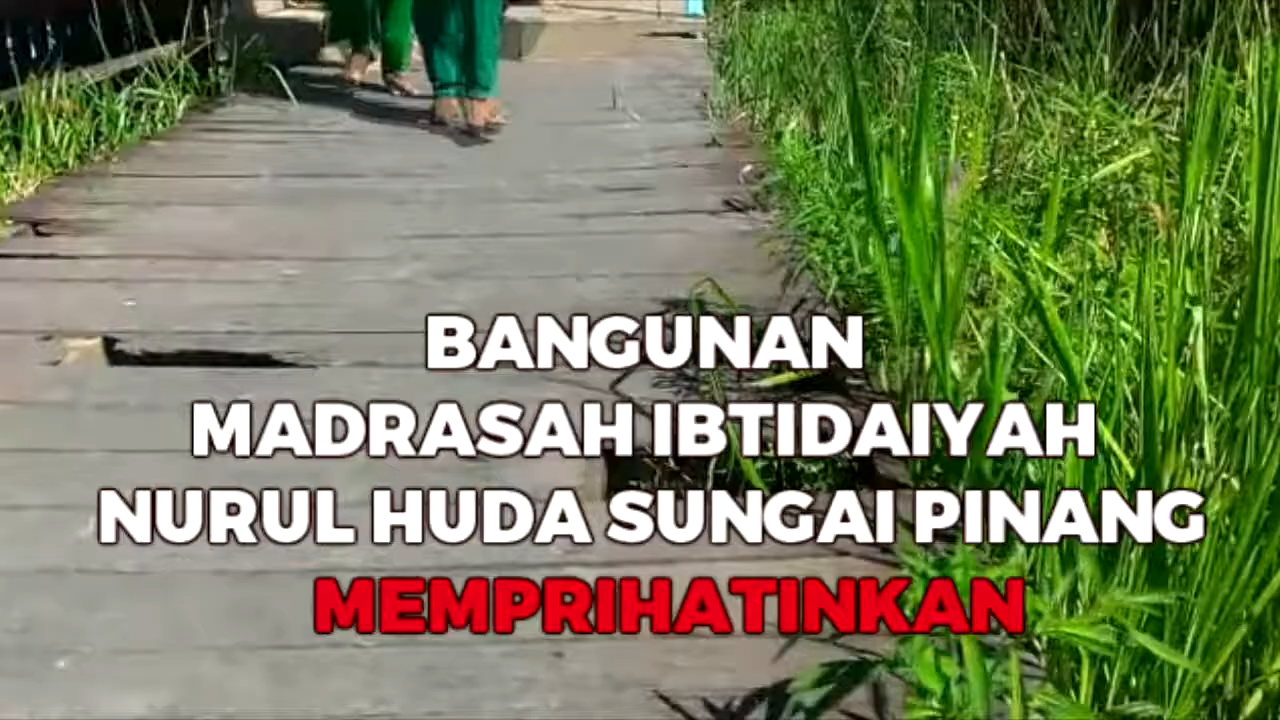 BANGUNAN
MADRASAH IBTIDAIYAH
NURUL HUDA SUNGAI PINANG
MEMPRIHATINKAN